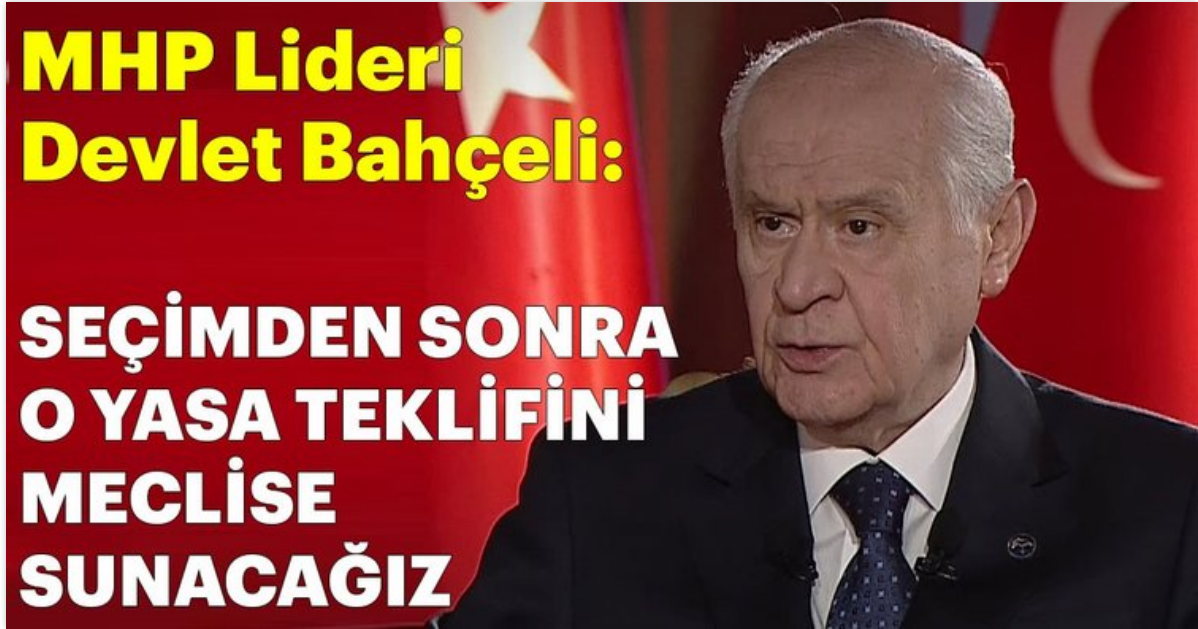 MHP Lideri
Devlet Bahçeli:
SEÇİMDEN SONRA
O YASA TEKLİFİNİ
MECLİSE
SUNACAĞIZ